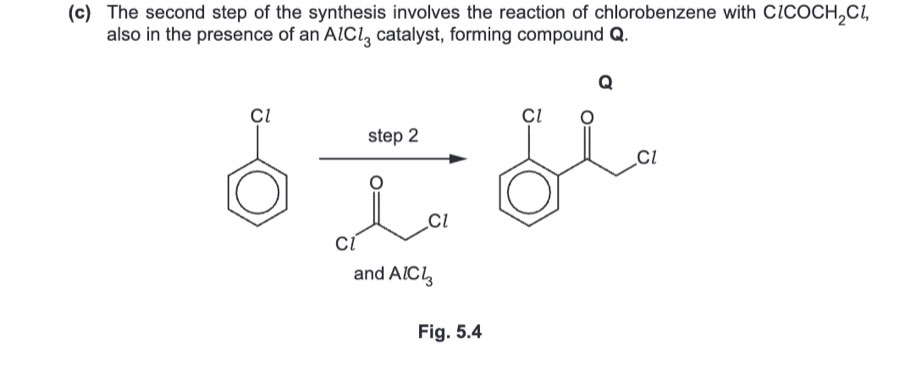 (c) The second step of the synthesis involves the reaction of chlorobenzene with ClCOCH₂Cl,
also in the presence of an AlCl₃ catalyst, forming compound Q.
Q
Cl
Cl
O
step 2
Cl
O
Cl
Cl
and AlCl₃
Fig. 5.4